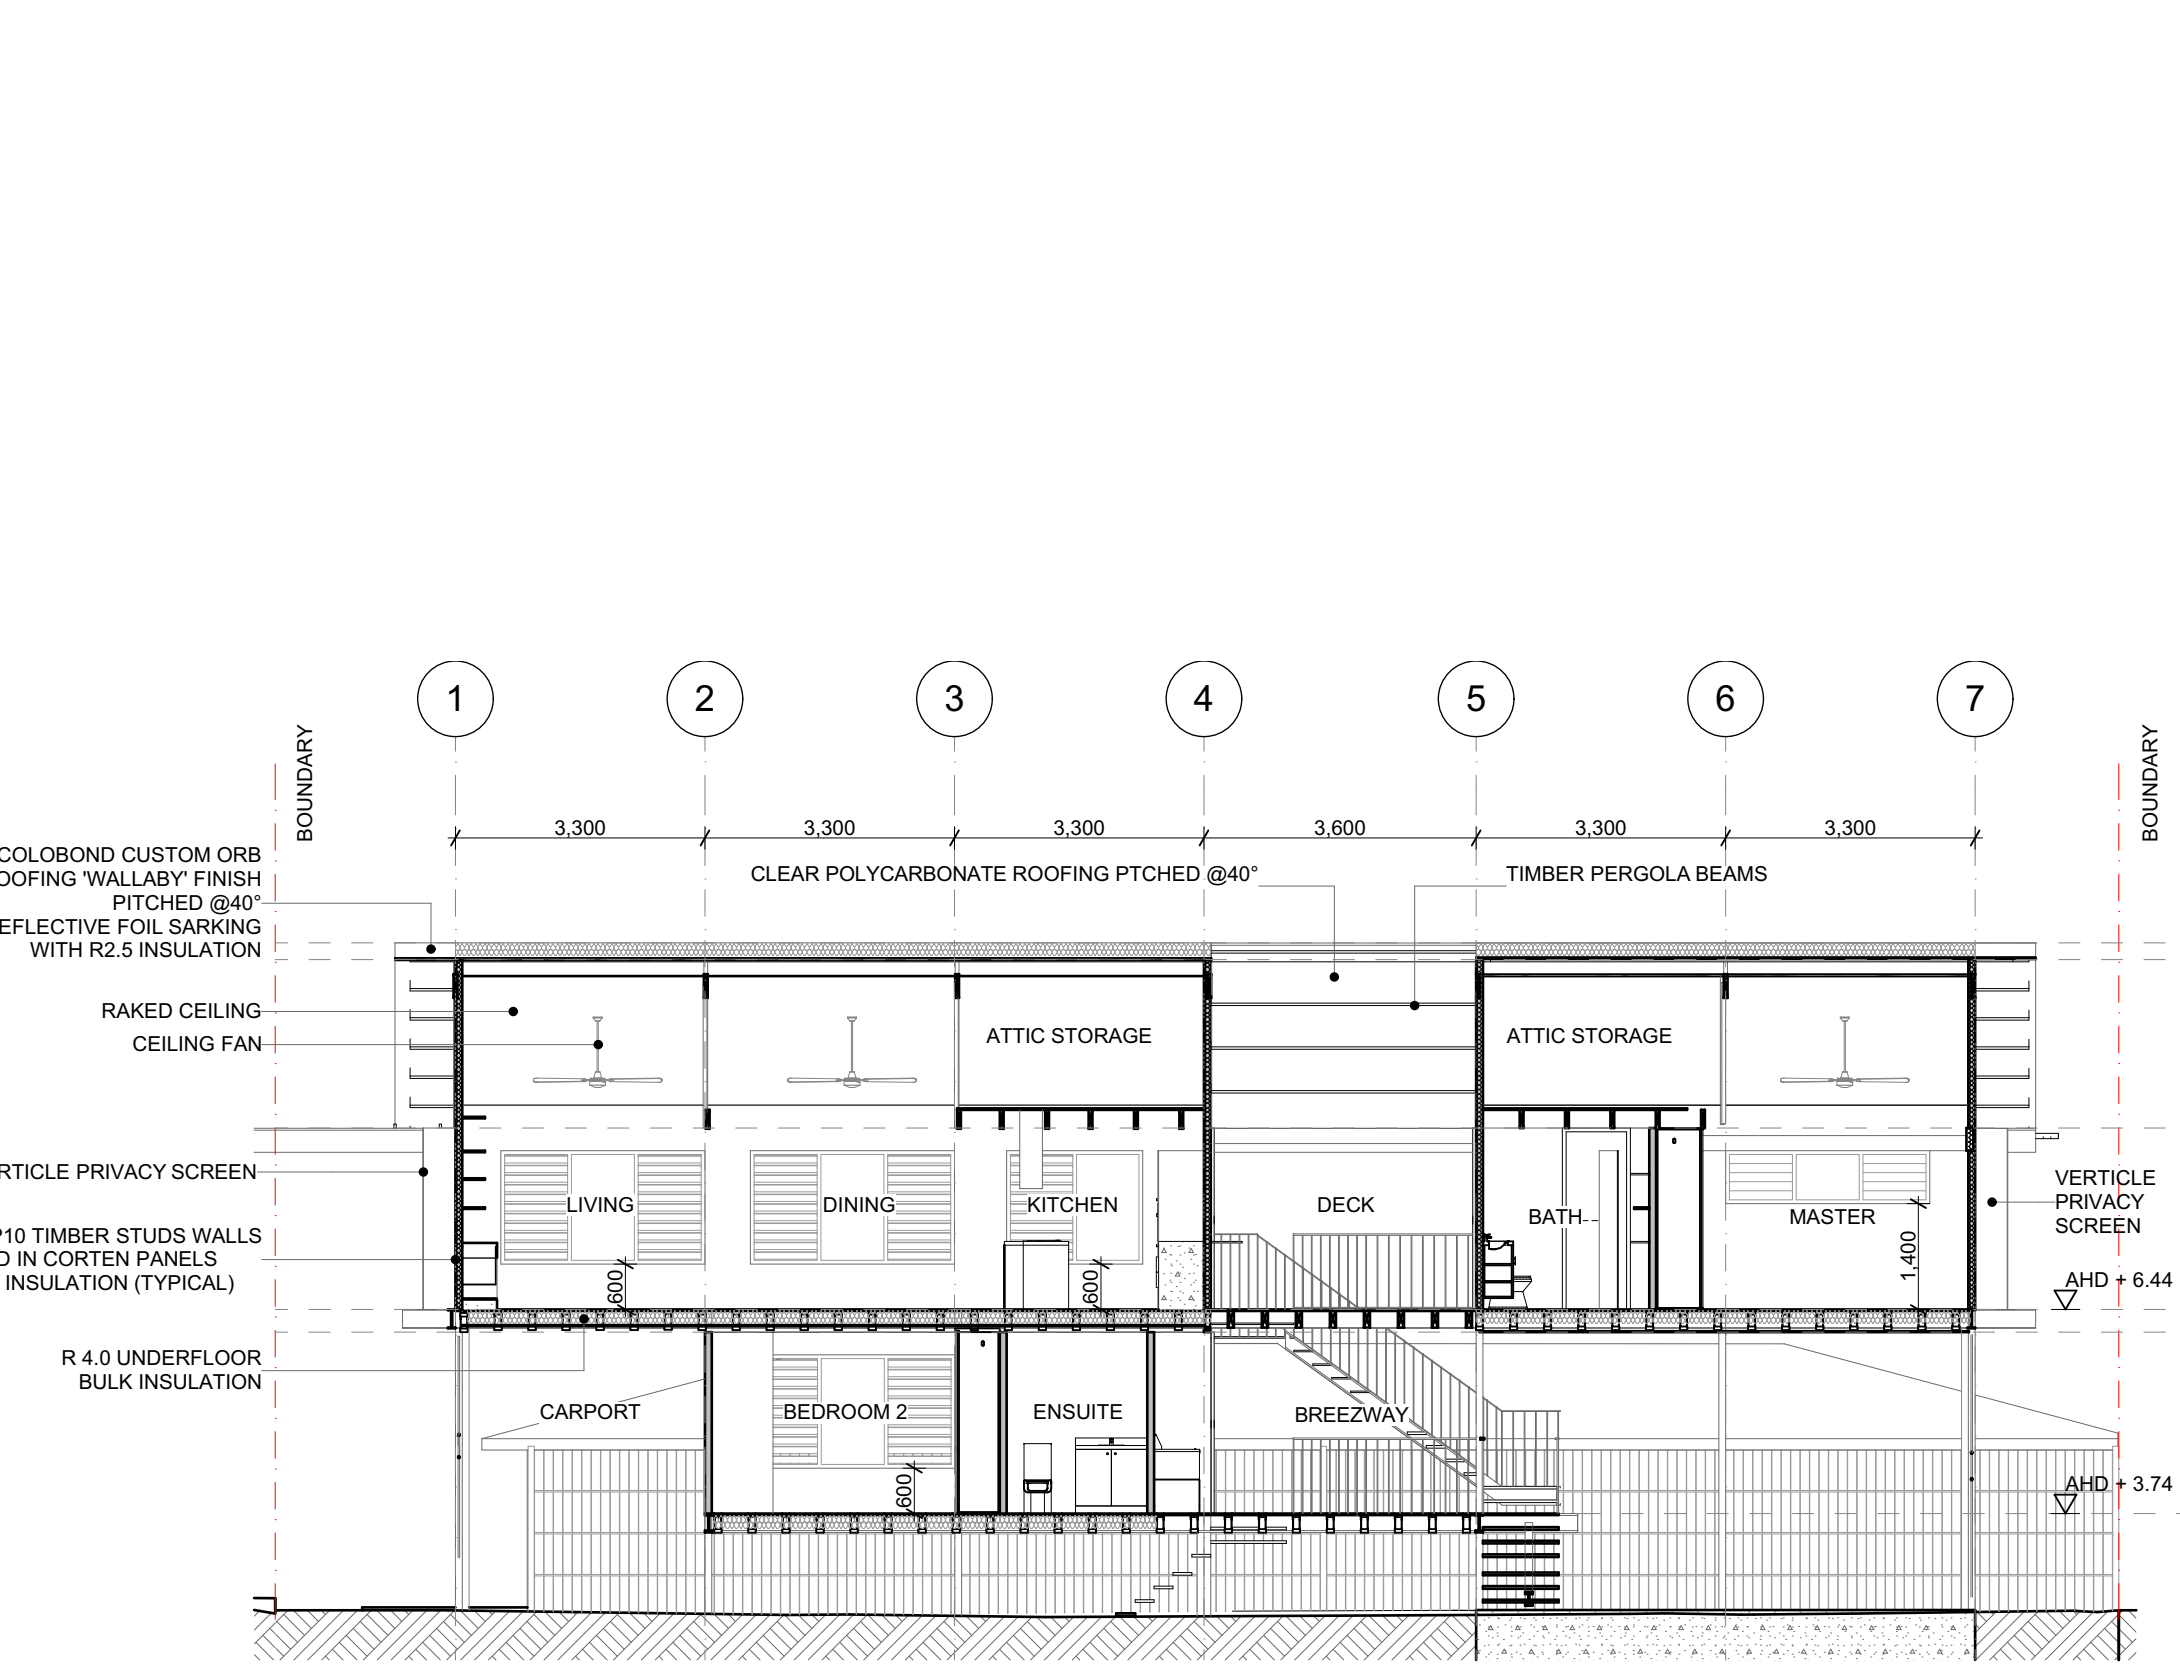 1 2 3 4 5 6 7
BOUNDARY
BOUNDARY
3,300 3,300 3,300 3,600 3,300 3,300
COLOBOND CUSTOM ORB
OOFING 'WALLABY' FINISH
PITCHED @40°
EFLECTIVE FOIL SARKING
WITH R2.5 INSULATION
CLEAR POLYCARBONATE ROOFING PTCHED @40°
TIMBER PERGOLA BEAMS
RAKED CEILING
CEILING FAN
ATTIC STORAGE
ATTIC STORAGE
RTICLE PRIVACY SCREEN
VERTICLE
PRIVACY
SCREEN
LIVING
DINING
KITCHEN
DECK
BATH
MASTER
P10 TIMBER STUDS WALLS
D IN CORTEN PANELS
INSULATION (TYPICAL)
600
600
1,400
AHD + 6.44
R 4.0 UNDERFLOOR
BULK INSULATION
CARPORT
BEDROOM 2
ENSUITE
BREEZWAY
600
AHD + 3.74